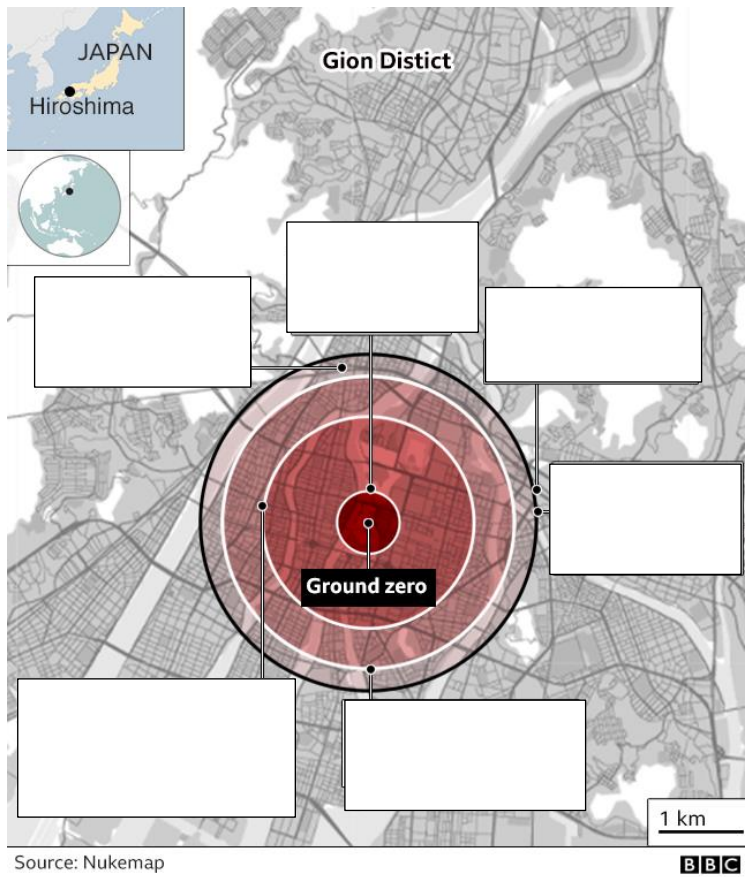 JAPAN
Hiroshima
Gion Distict
Ground zero
1 km
Source: Nukemap
BBC